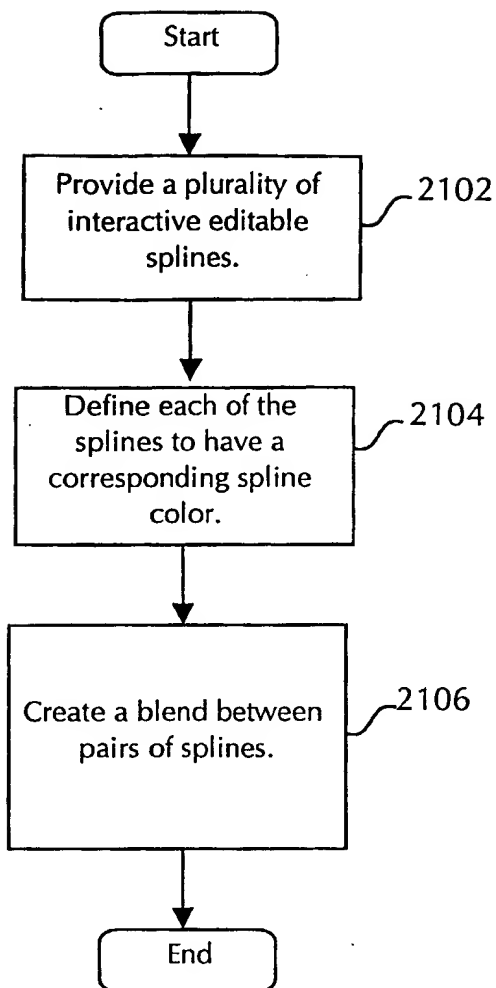 Start
Provide a plurality of
interactive editable
splines.
2102
Define each of the
splines to have a
corresponding spline
color.
2104
Create a blend between
pairs of splines.
2106
End